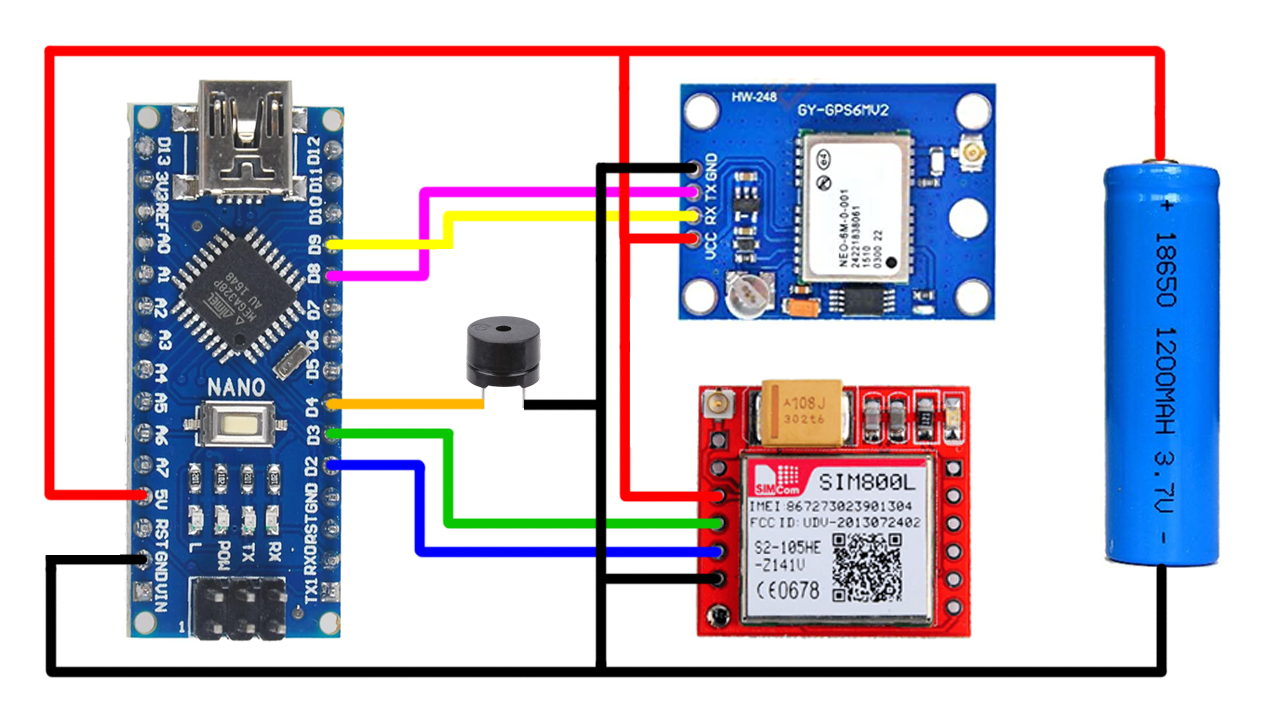 HW-248
GY-GPS6MV2
GND
TX
RX
VCC
e4
NEO-6M-0-001
24221838061
1510
0300 22
D13
3V3
REF
A0
A1
A2
A3
A4
A5
A6
A7
5V
RST
GND
VIN
D12
D11
D10
D9
D8
D7
D6
D5
D4
D3
D2
GND
RST
RX0
TX1
Atmel
MEGA328P
AU 1648
NANO
L
POW
TX
RX
1
A108J
302t6
SIMCom
SIM800L
IMEI:867273023901304
FCC ID: UDV-2013072402
S2-105HE
-Z141U
CE0678
+ 18650 1200MAH 3.7V -